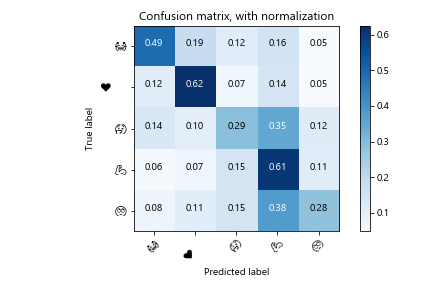 Confusion matrix, with normalization
0.49 0.19 0.12 0.16 0.05
0.12 0.62 0.07 0.14 0.05
0.14 0.10 0.29 0.35 0.12
0.06 0.07 0.15 0.61 0.11
0.08 0.11 0.15 0.38 0.28
True label
Predicted label
0.6
0.5
0.4
0.3
0.2
0.1